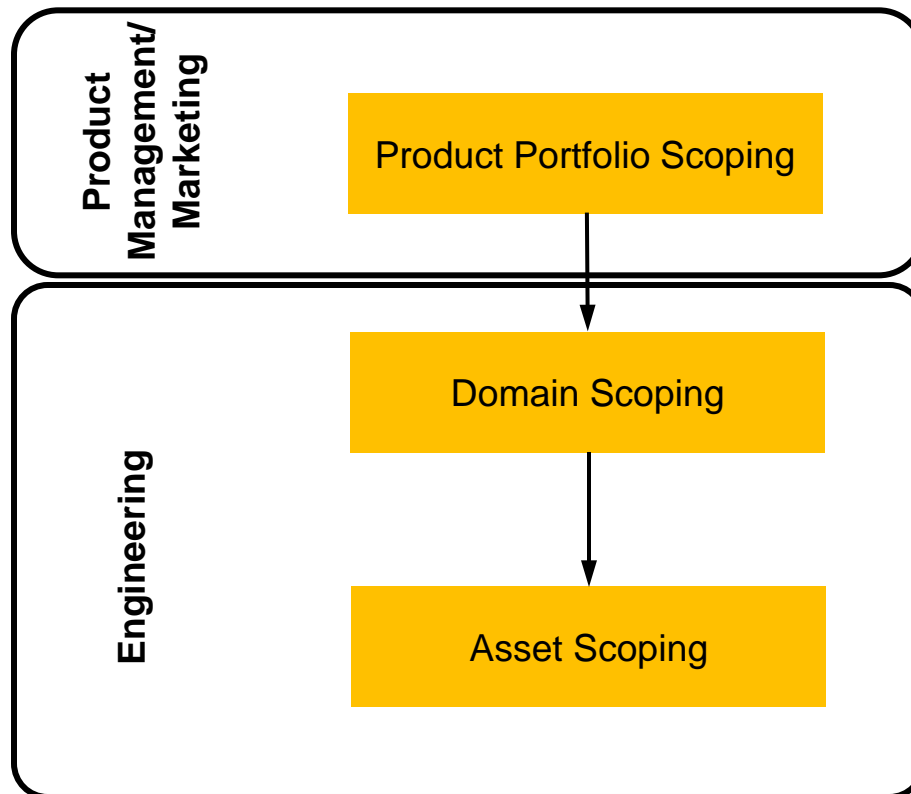 Product
Management/
Marketing
Product Portfolio Scoping
Engineering
Domain Scoping
Asset Scoping